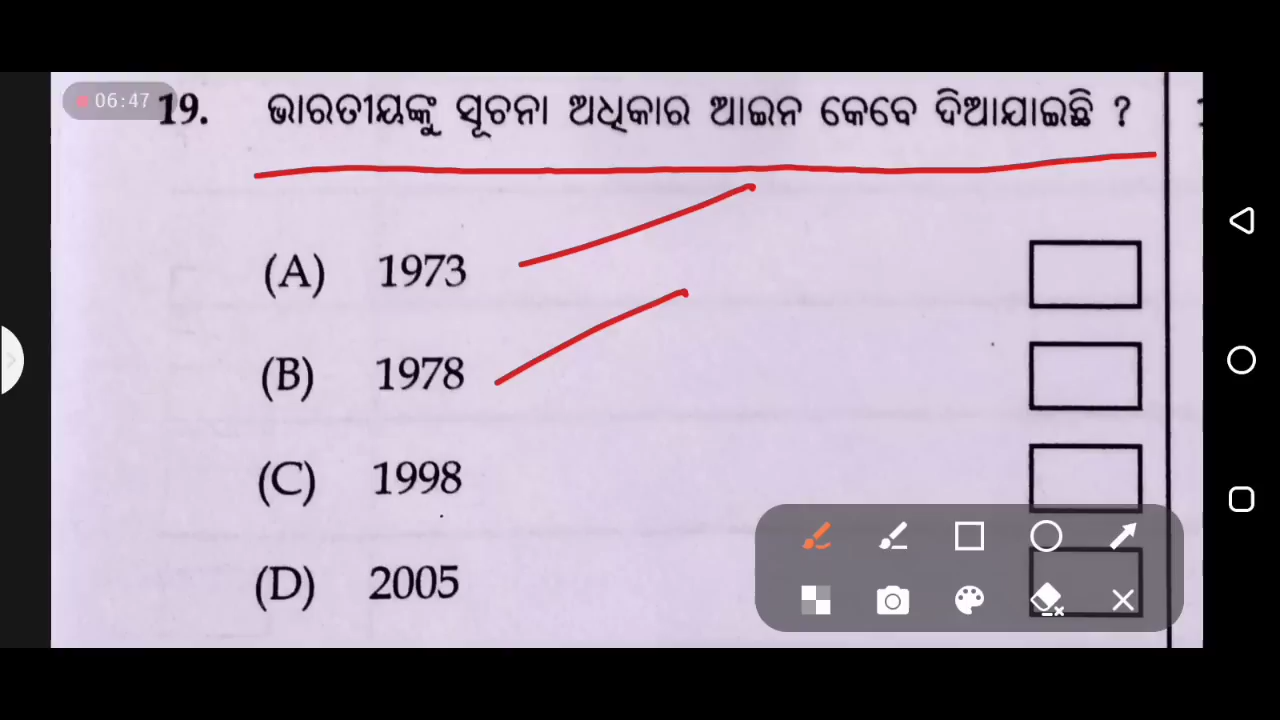 06:47
19. ଭାରତୀୟଙ୍କୁ ସୂଚନା ଅଧିକାର ଆଇନ କେବେ ଦିଆଯାଇଛି ?
(A) 1973
(B) 1978
(C) 1998
(D) 2005